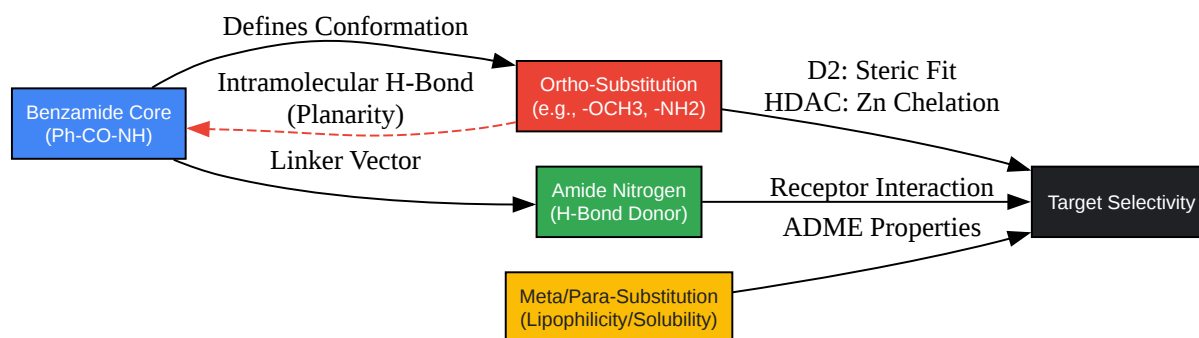 Defines Conformation
Intramolecular H-Bond
(Planarity)
Linker Vector
Benzamide Core
(Ph-CO-NH)
Ortho-Substitution
(e.g., -OCH3, -NH2)
Amide Nitrogen
(H-Bond Donor)
Meta/Para-Substitution
(Lipophilicity/Solubility)
D2: Steric Fit
HDAC: Zn Chelation
Receptor Interaction
ADME Properties
Target Selectivity